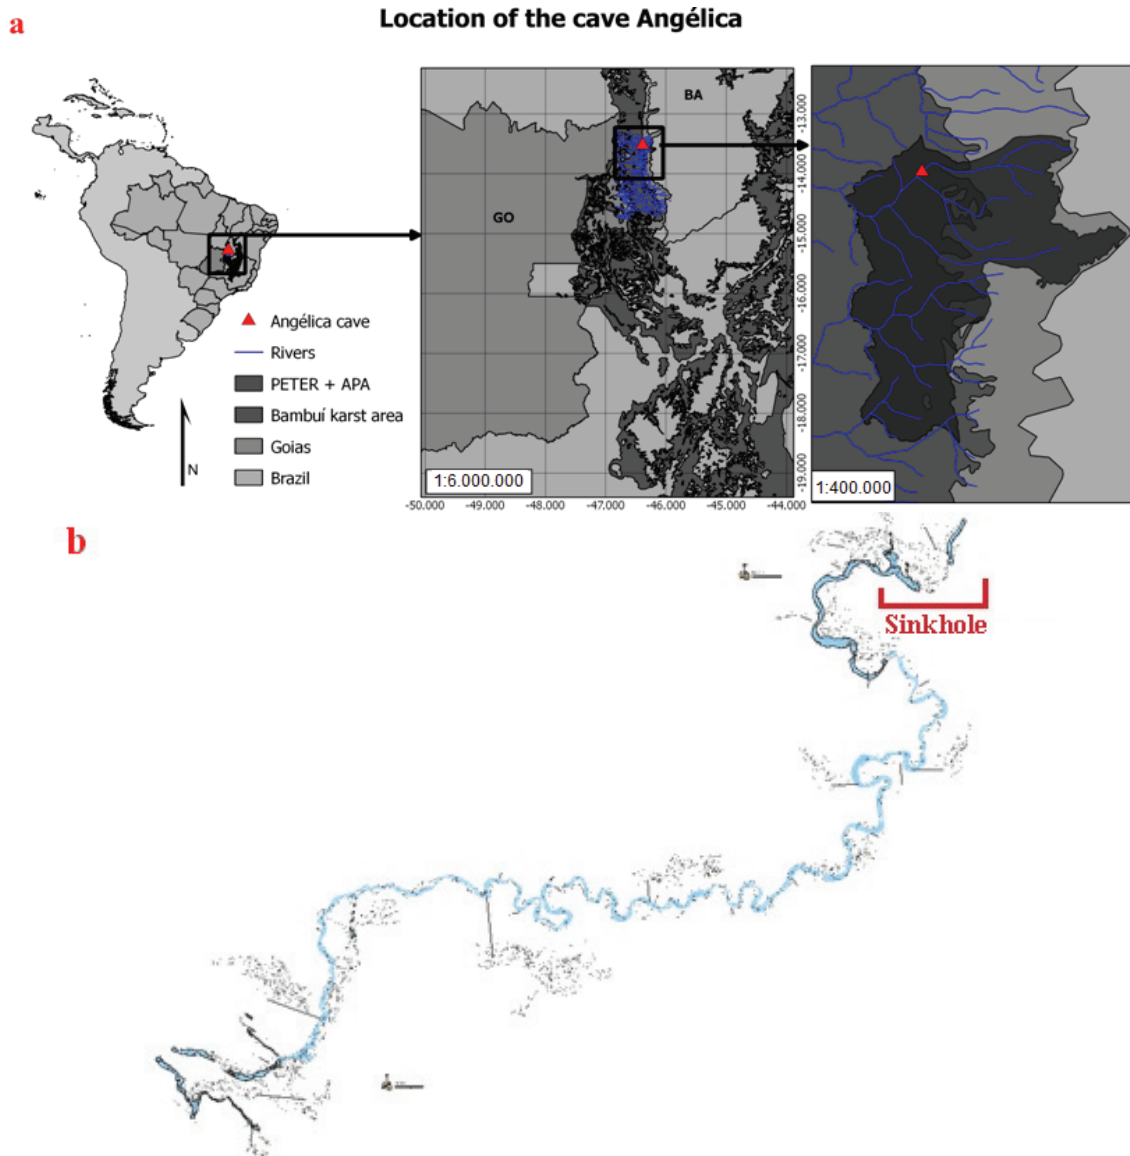 Location of the cave Angélica
a
BA
GO
-13.000
-14.000
-15.000
-16.000
-17.000
-18.000
-19.000
Angélica cave
Rivers
PETER + APA
Bambuí karst area
Goias
Brazil
N
1:6.000.000
1:400.000
-50.000 -49.000 -48.000 -47.000 -46.000 -45.000 -44.000
b
Sinkhole